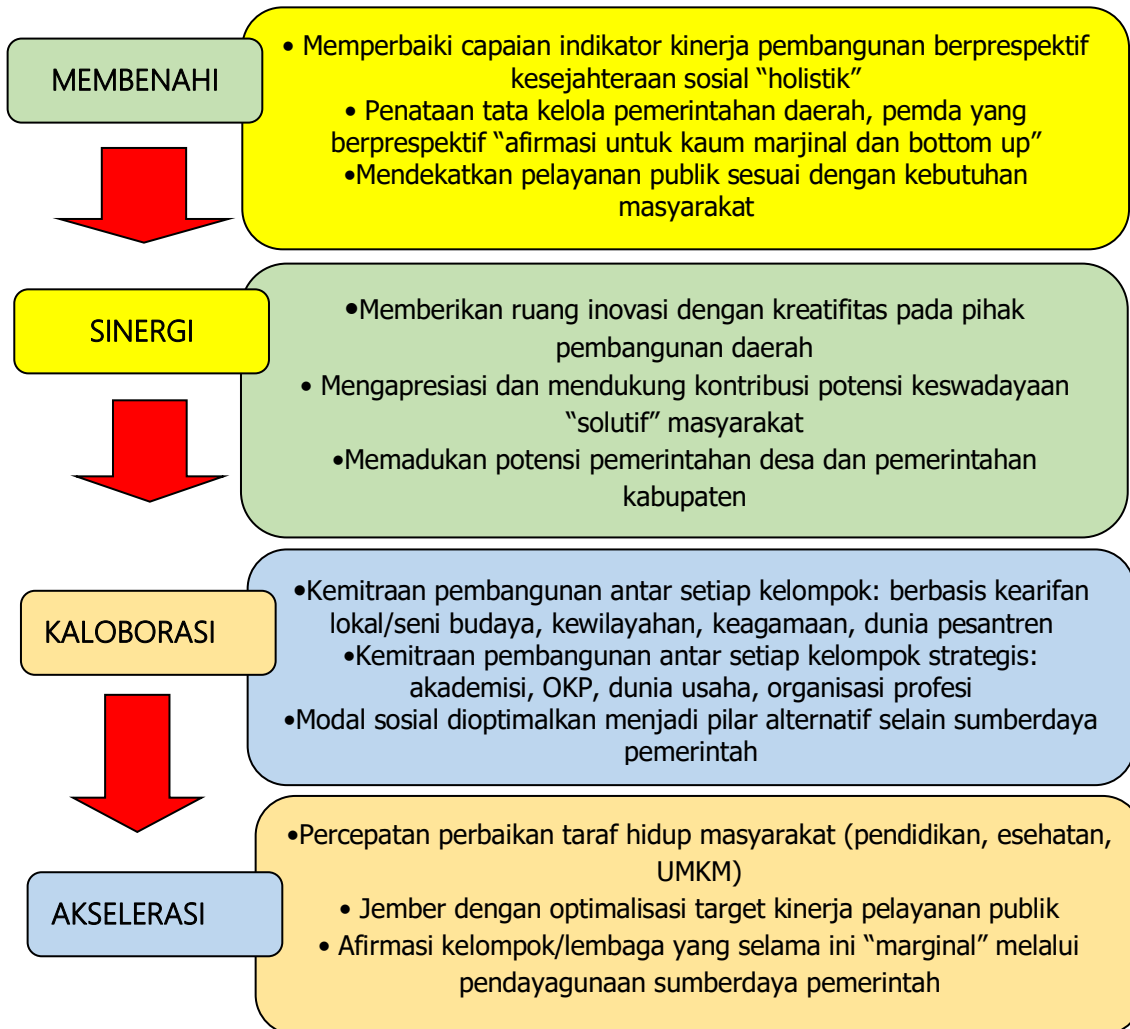 MEMBENAHI
• Memperbaiki capaian indikator kinerja pembangunan berprespektif
kesejahteraan sosial “holistik”
• Penataan tata kelola pemerintahan daerah, pemda yang
berprespektif “afirmasi untuk kaum marjinal dan bottom up”
•Mendekatkan pelayanan publik sesuai dengan kebutuhan
masyarakat
SINERGI
•Memberikan ruang inovasi dengan kreatifitas pada pihak
pembangunan daerah
• Mengapresiasi dan mendukung kontribusi potensi keswadayaan
“solutif” masyarakat
•Memadukan potensi pemerintahan desa dan pemerintahan
kabupaten
KALOBORASI
•Kemitraan pembangunan antar setiap kelompok: berbasis kearifan
lokal/seni budaya, kewilayahan, keagamaan, dunia pesantren
•Kemitraan pembangunan antar setiap kelompok strategis:
akademisi, OKP, dunia usaha, organisasi profesi
•Modal sosial dioptimalkan menjadi pilar alternatif selain sumberdaya
pemerintah
AKSELERASI
•Percepatan perbaikan taraf hidup masyarakat (pendidikan, esehatan,
UMKM)
• Jember dengan optimalisasi target kinerja pelayanan publik
• Afirmasi kelompok/lembaga yang selama ini “marginal” melalui
pendayagunaan sumberdaya pemerintah